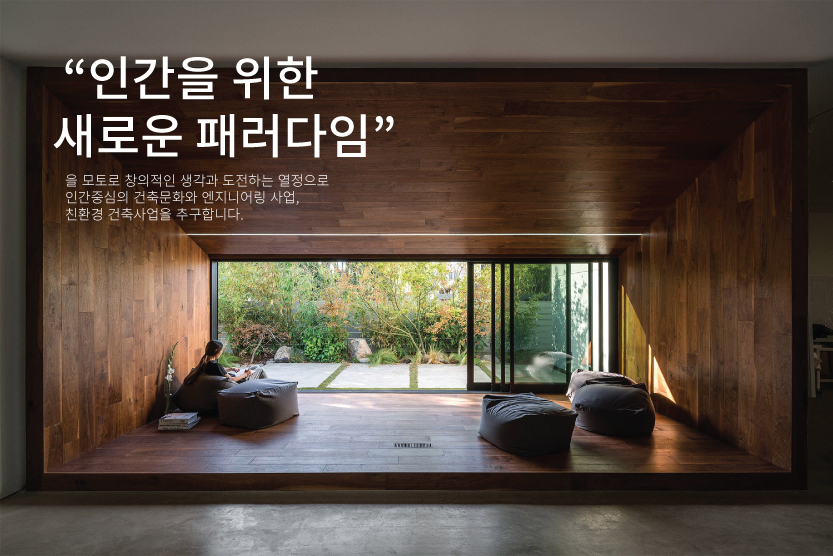 “인간을 위한
새로운 패러다임”
을 모토로 창의적인 생각과 도전하는 열정으로
인간중심의 건축문화와 엔지니어링 사업,
친환경 건축사업을 추구합니다.